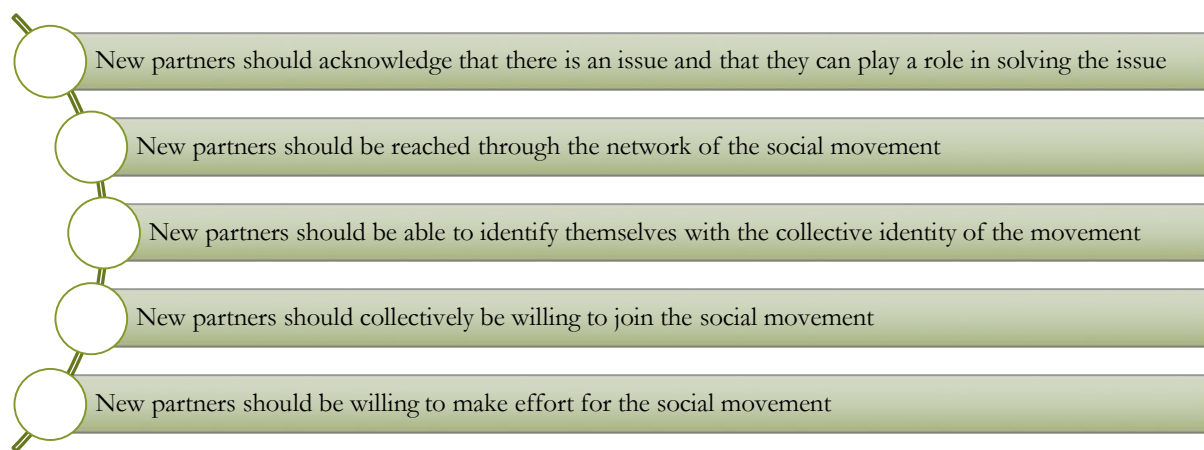 New partners should acknowledge that there is an issue and that they can play a role in solving the issue
New partners should be reached through the network of the social movement
New partners should be able to identify themselves with the collective identity of the movement
New partners should collectively be willing to join the social movement
New partners should be willing to make effort for the social movement